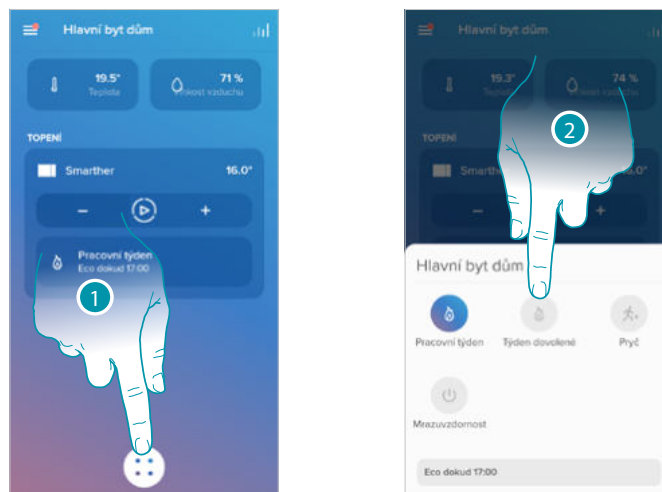 Hlavní byt dům
19.5°
Teplota
71 %
vzduchu
TOPENÍ
Smarther
16.0°
Pracovní týden
Eco dokud 17:00
1
Hlavní byt dům
19.3°
74 %
TOPENÍ
2
Hlavní byt dům
Pracovní týden
Týden dovolené
Pryč
Mrazuvzdornost
Eco dokud 17:00